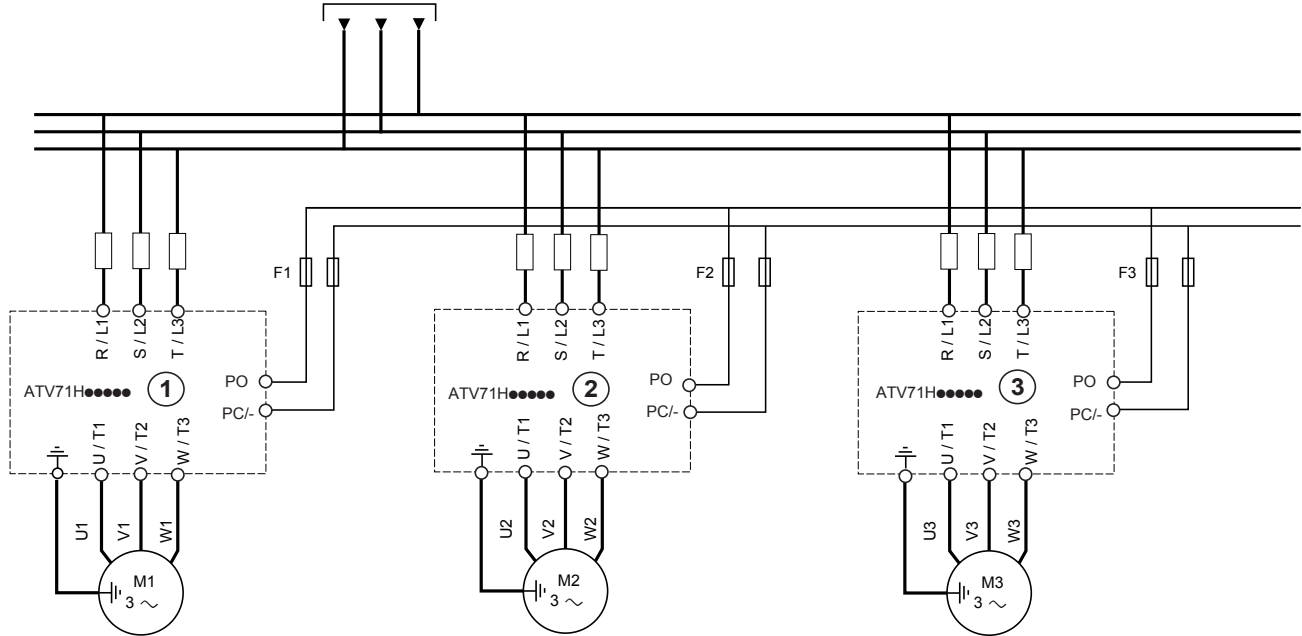 F1
F2
F3
R / L1
S / L2
T / L3
R / L1
S / L2
T / L3
R / L1
S / L2
T / L3
ATV71H●●●●●
1
PO
PC/-
ATV71H●●●●●
2
PO
PC/-
ATV71H●●●●●
3
PO
PC/-
U / T1
V / T2
W / T3
U / T1
V / T2
W / T3
U / T1
V / T2
W / T3
U1
V1
W1
U2
V2
W2
U3
V3
W3
M1
3 ~
M2
3 ~
M3
3 ~